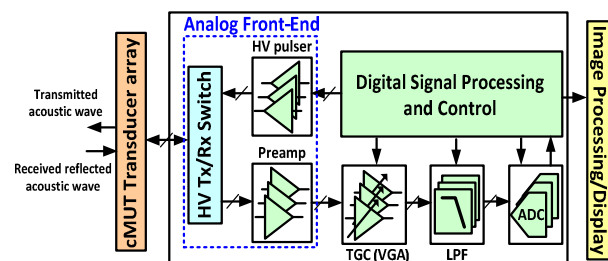 Analog Front-End
HV pulser
Transmitted
acoustic wave
Received reflected
acoustic wave
cMUT Transducer array
HV Tx/Rx Switch
Preamp
Digital Signal Processing
and Control
TGC (VGA)
LPF
ADC
Image Processing/Display